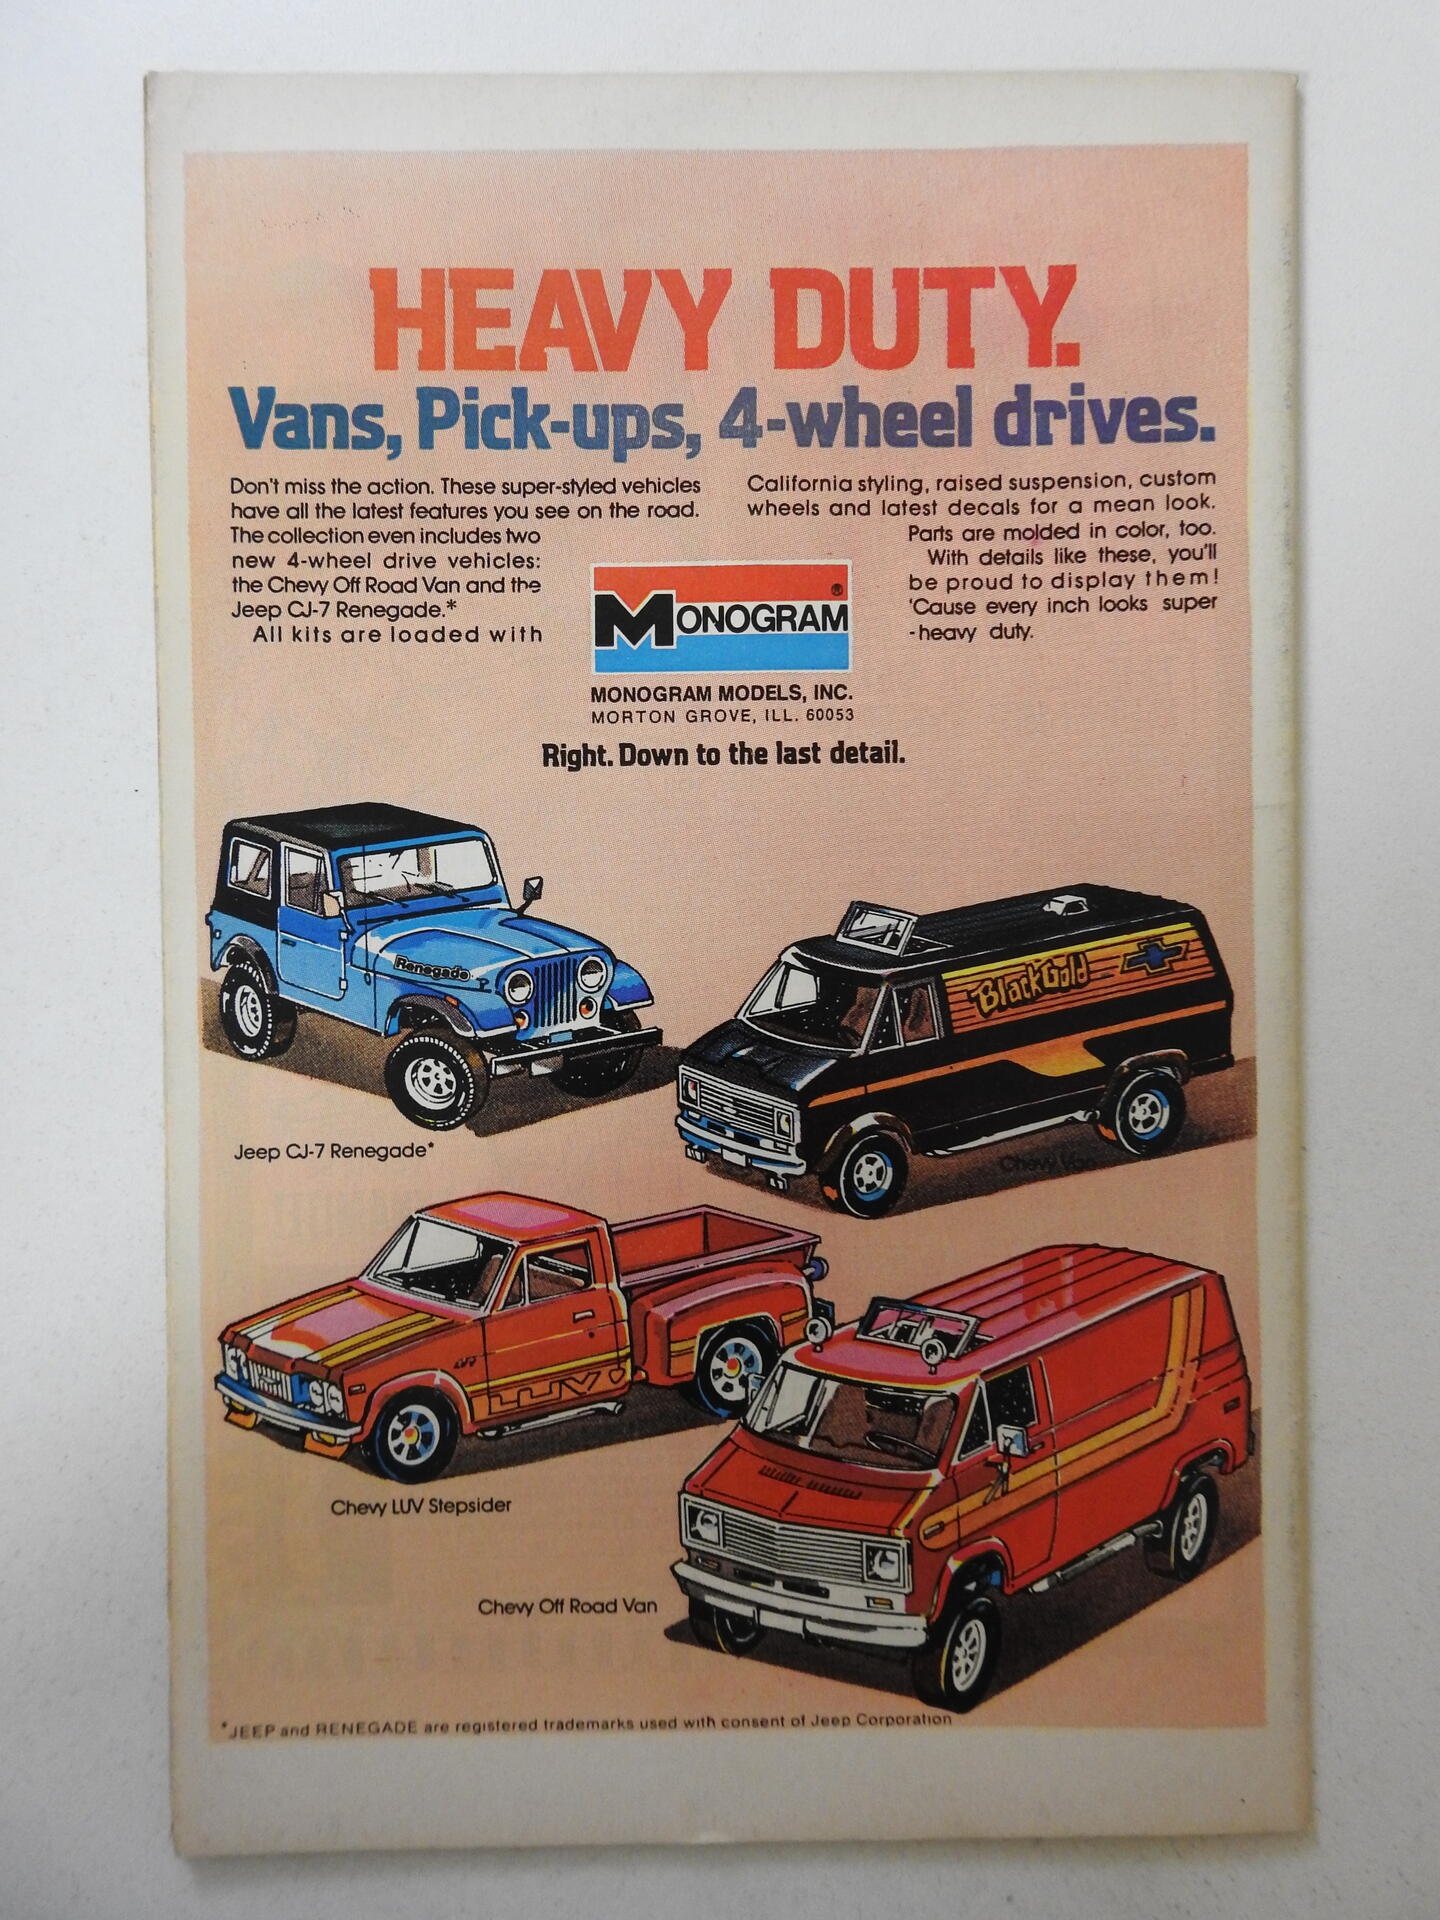 HEAVY DUTY.
Vans, Pick-ups, 4-wheel drives.
Don't miss the action. These super-styled vehicles
have all the latest features you see on the road.
The collection even includes two
new 4-wheel drive vehicles:
the Chevy Off Road Van and the
Jeep CJ-7 Renegade.*
All kits are loaded with
California styling, raised suspension, custom
wheels and latest decals for a mean look.
Parts are molded in color, too.
With details like these, you'll
be proud to display them!
'Cause every inch looks super
-heavy duty.
MONOGRAM ®
MONOGRAM MODELS, INC.
MORTON GROVE, ILL. 60053
Right. Down to the last detail.
Renegade
Jeep CJ-7 Renegade*
Black Gold
Chevy Van
LUV
LUV
Chevy LUV Stepsider
Chevy Off Road Van
*JEEP and RENEGADE are registered trademarks used with consent of Jeep Corporation